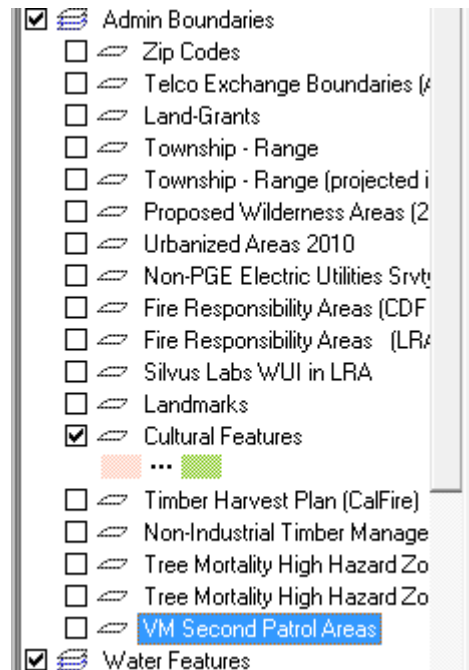 Admin Boundaries
Zip Codes
Telco Exchange Boundaries (A
Land-Grants
Township - Range
Township - Range (projected i
Proposed Wilderness Areas (2
Urbanized Areas 2010
Non-PGE Electric Utilities Srvty
Fire Responsibility Areas (CDF
Fire Responsibility Areas (LRA
Silvus Labs WUI in LRA
Landmarks
Cultural Features
...
Timber Harvest Plan (CalFire)
Non-Industrial Timber Manage
Tree Mortality High Hazard Zo
Tree Mortality High Hazard Zo
VM Second Patrol Areas
Water Features